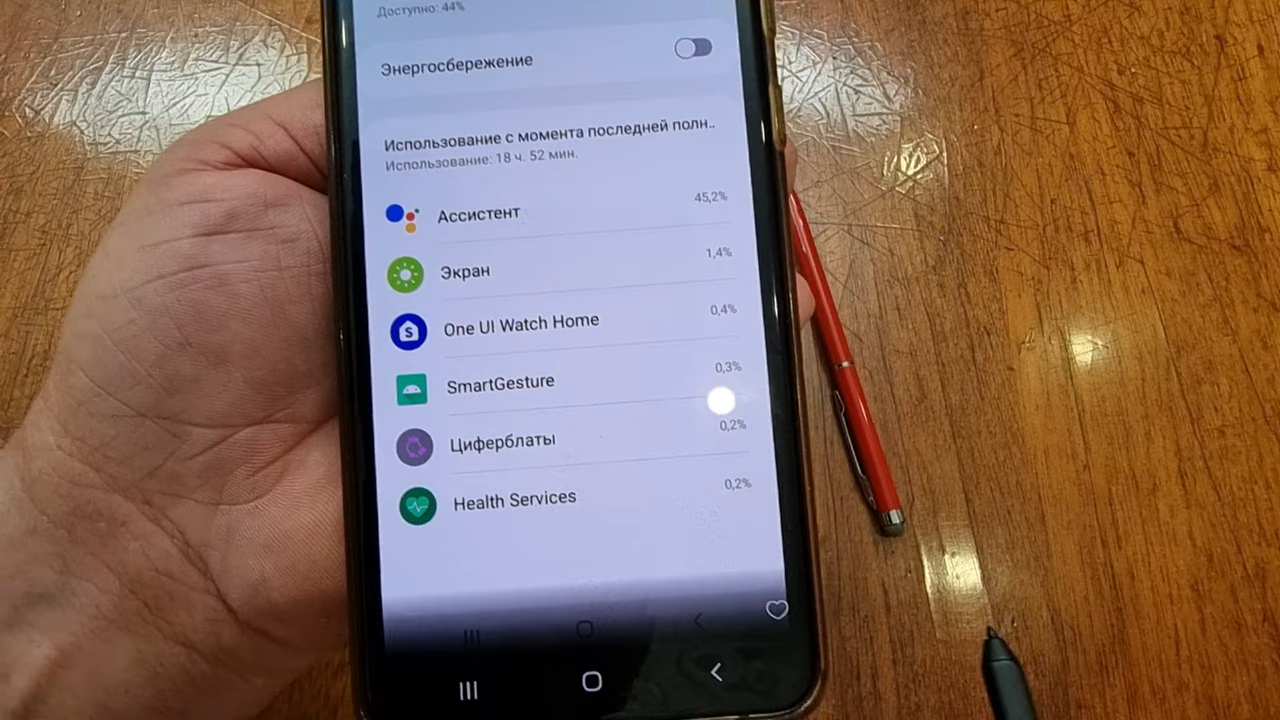 Доступно: 44%
Энергосбережение
Использование с момента последней полн..
Использование: 18 ч. 52 мин.
Ассистент 45,2%
Экран 1,4%
One UI Watch Home 0,4%
SmartGesture 0,3%
Циферблаты 0,2%
Health Services 0,2%